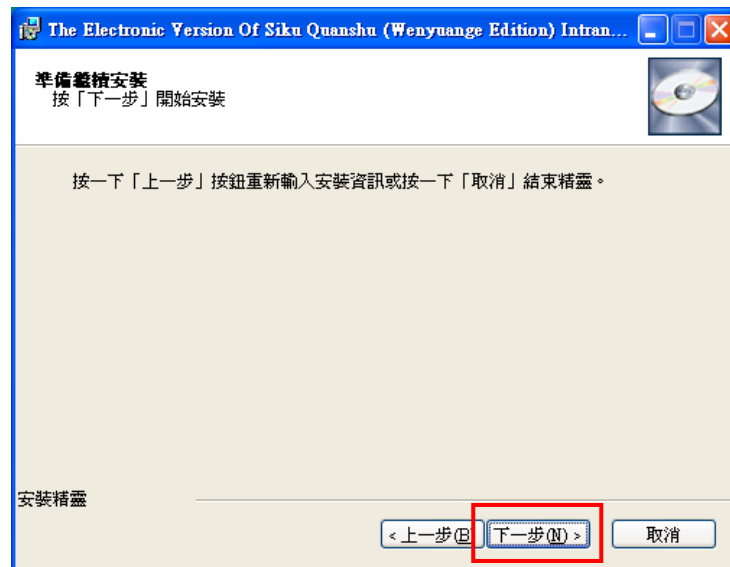 The Electronic Version Of Siku Quanshu (Wenyuange Edition) Intran...
準備繼續安裝
按「下一步」開始安裝
按一下「上一步」按鈕重新輸入安裝資訊或按一下「取消」結束精靈。
安裝精靈
<上一步(B 下一步(N) > 取消